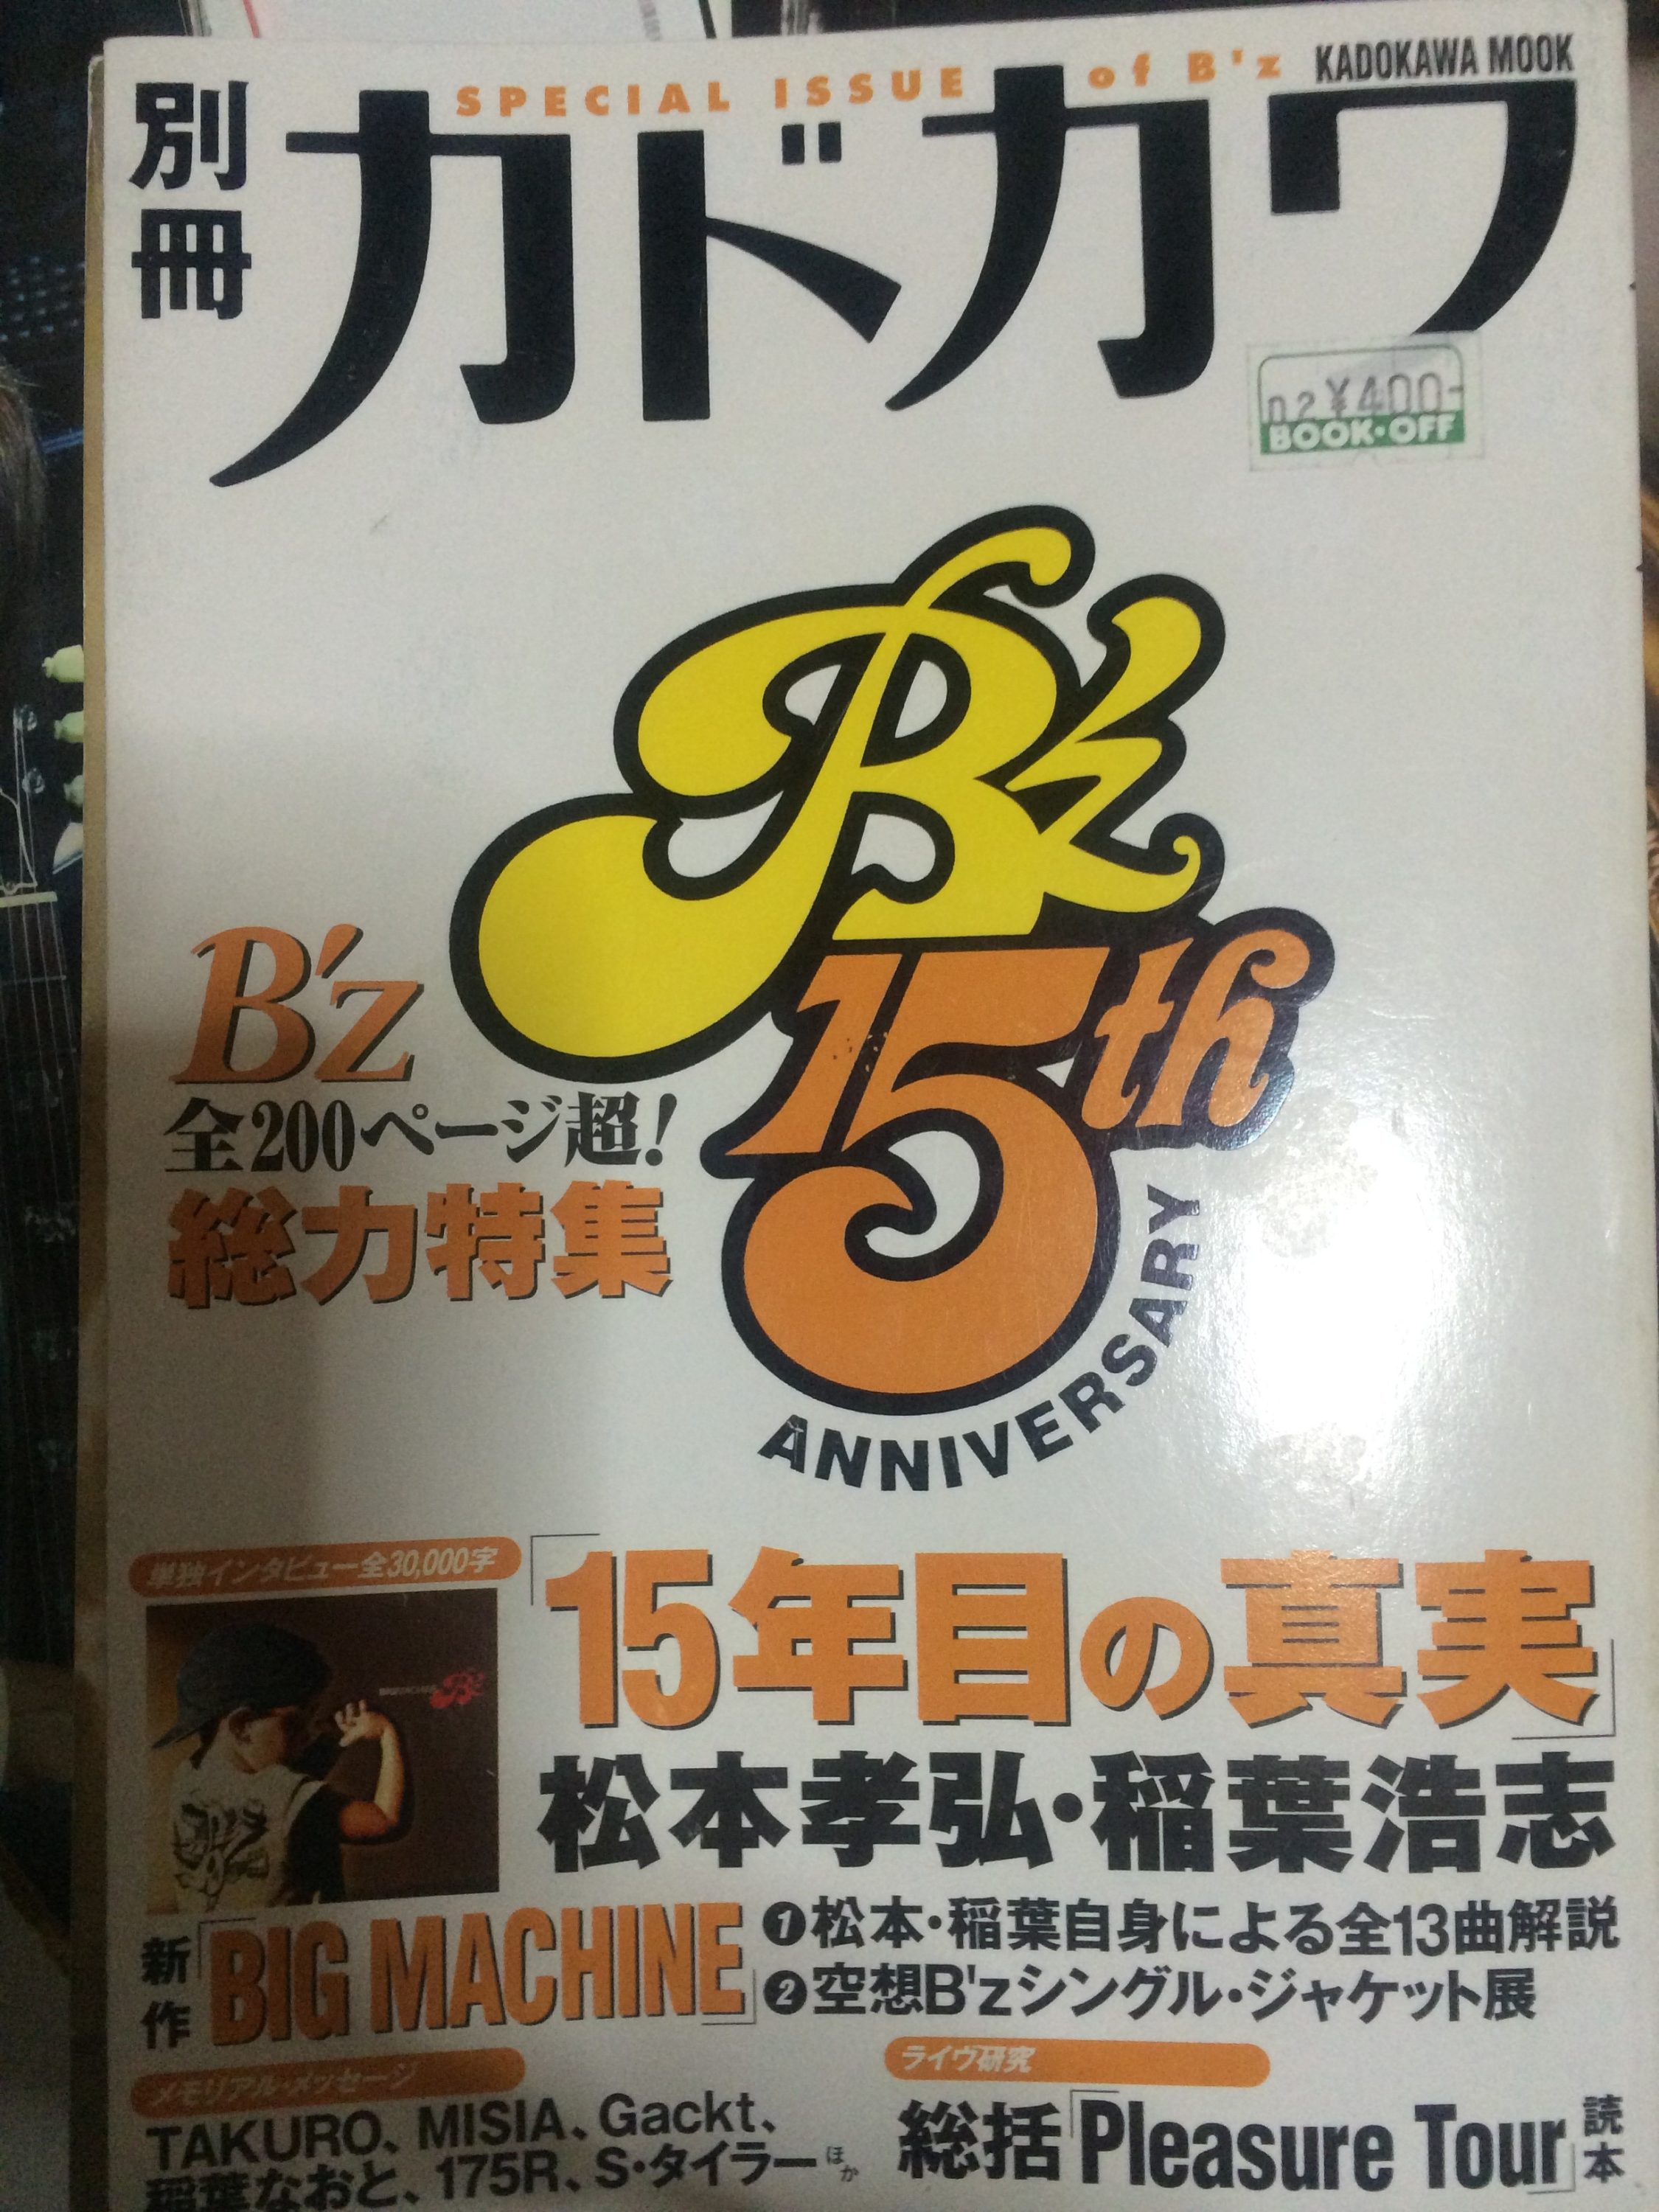 SPECIAL ISSUE of B'z KADOKAWA MOOK
別冊
カドカワ
¥400-
BOOK・OFF
B'z
15th
ANNIVERSARY
B'z
全200ページ超!
総力特集
単独インタビュー全30,000字
「15年目の真実」
松本孝弘・稲葉浩志
B'z
新作「BIG MACHINE」
❶松本・稲葉自身による全13曲解説
❷空想B'zシングル・ジャケット展
メモリアル・メッセージ
TAKURO、MISIA、Gackt、
稲葉なおと、175R、S・タイラーほか
ライヴ研究
総括「Pleasure Tour」読本